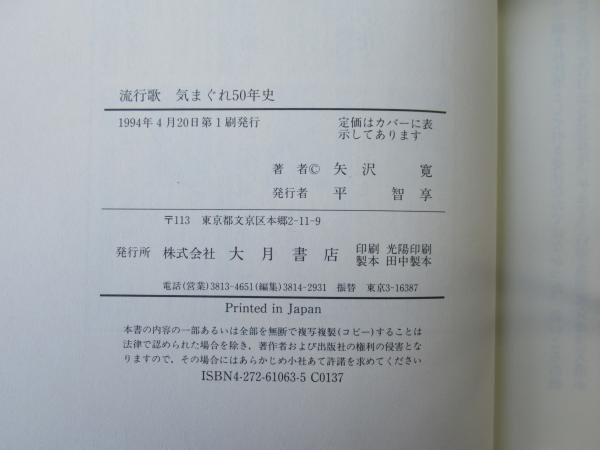 流行歌 気まぐれ50年史
1994年4月20日第1刷発行
定価はカバーに表
示してあります
著者© 矢沢 寛
発行者 平 智享
〒113 東京都文京区本郷2-11-9
発行所 株式会社 大月書店
印刷 光陽印刷
製本 田中製本
電話(営業)3813-4651(編集)3814-2931 振替 東京3-16387
Printed in Japan
本書の内容の一部あるいは全部を無断で複写複製(コピー)することは
法律で認められた場合を除き、著作者および出版社の権利の侵害とな
りますので、その場合にはあらかじめ小社あて許諾を求めてください
ISBN4-272-61063-5 C0137